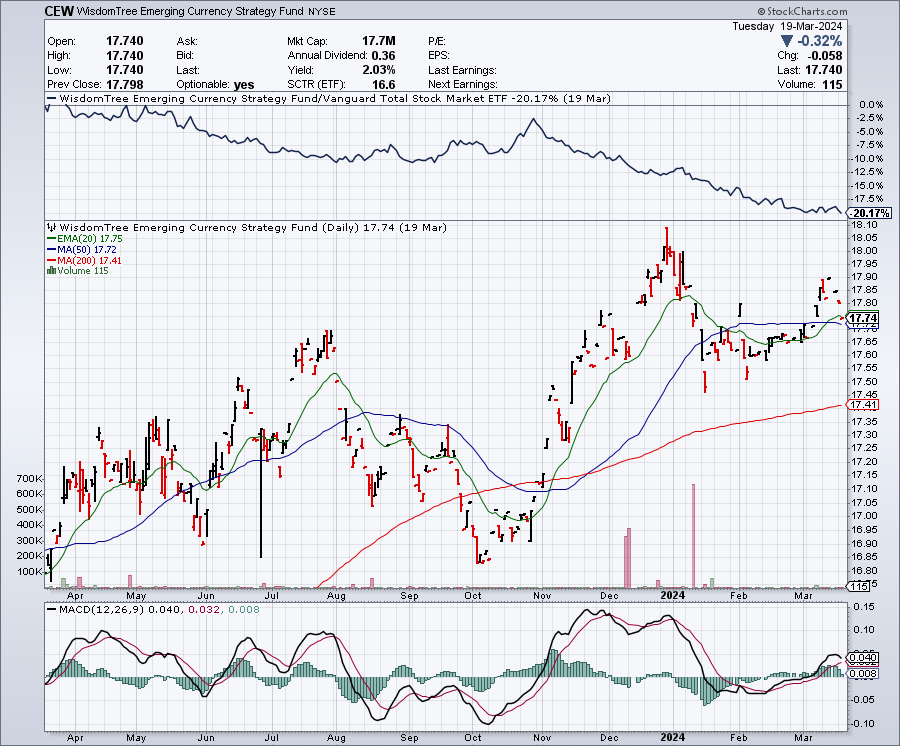 CEW WisdomTree Emerging Currency Strategy Fund NYSE © StockCharts.com
Tuesday 19-Mar-2024
Open: 17.740 Ask: Mkt Cap: 17.7M P/E: ▼ -0.32%
High: 17.740 Bid: Annual Dividend: 0.36 EPS: Chg: -0.058
Low: 17.740 Last: Yield: 2.03% Last Earnings: Last: 17.740
Prev Close: 17.798 Optionable: yes SCTR (ETF): 16.6 Next Earnings: Volume: 115
WisdomTree Emerging Currency Strategy Fund/Vanguard Total Stock Market ETF -20.17% (19 Mar)
0.0%
-2.5%
-5.0%
-7.5%
-10.0%
-12.5%
-15.0%
-17.5%
-20.17%
WisdomTree Emerging Currency Strategy Fund (Daily) 17.74 (19 Mar)
EMA(20) 17.75
MA(50) 17.72
MA(200) 17.41
Volume 115
18.10
18.05
18.00
17.95
17.90
17.85
17.80
17.74
17.65
17.60
17.55
17.50
17.45
17.41
17.35
17.30
17.25
17.20
17.15
17.10
17.05
17.00
16.95
16.90
16.85
16.80
115
700K
600K
500K
400K
300K
200K
100K
Apr May Jun Jul Aug Sep Oct Nov Dec 2024 Feb Mar
MACD(12,26,9) 0.040, 0.032, 0.008
0.15
0.10
0.040
0.008
-0.05
-0.10
Apr May Jun Jul Aug Sep Oct Nov Dec 2024 Feb Mar